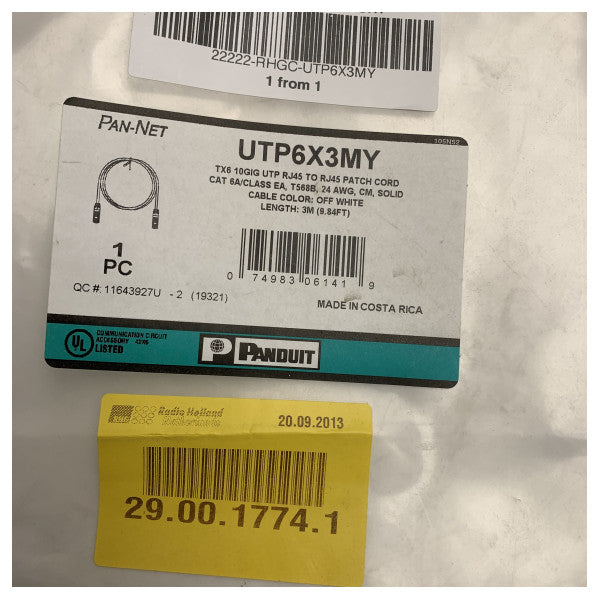 22222-RHGC-UTP6X3MY
1 from 1
PAN-NET
105N52
UTP6X3MY
TX6 10GIG UTP RJ45 TO RJ45 PATCH CORD
CAT 6A/CLASS EA, T568B, 24 AWG, CM, SOLID
CABLE COLOR: OFF WHITE
LENGTH: 3M (9.84FT)
1
PC
0 74983 06141 9
QC #: 11643927U - 2 (19321)
MADE IN COSTA RICA
UL
COMMUNICATION CIRCUIT
ACCESSORY
LISTED
P PANDUIT
Radio Holland
20.09.2013
29.00.1774.1